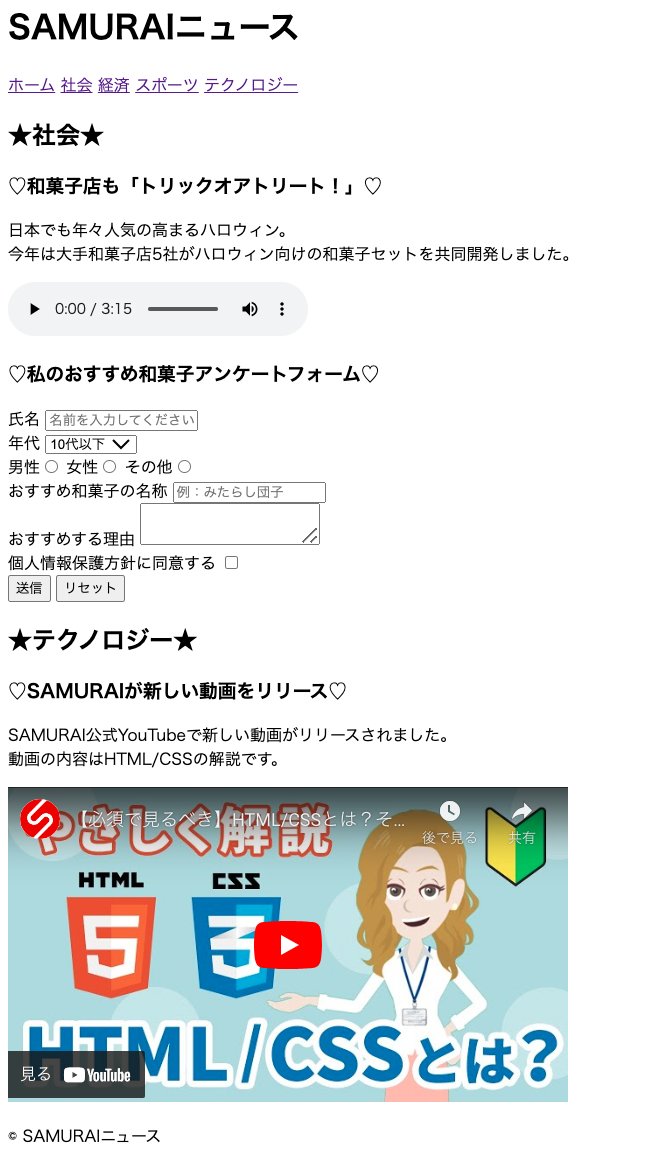 SAMURAIニュース
ホーム 社会 経済 スポーツ テクノロジー
★社会★
♡和菓子店も「トリックオアトリート！」♡
日本でも年々人気の高まるハロウィン。
今年は大手和菓子店5社がハロウィン向けの和菓子セットを共同開発しました。
0:00 / 3:15
♡私のおすすめ和菓子アンケートフォーム♡
氏名 名前を入力してください
年代 10代以下
男性 女性 その他
おすすめ和菓子の名称 例：みたらし団子
おすすめする理由
個人情報保護方針に同意する
送信 リセット
★テクノロジー★
♡SAMURAIが新しい動画をリリース♡
SAMURAI公式YouTubeで新しい動画がリリースされました。
動画の内容はHTML/CSSの解説です。
【必須で見るべき】HTML/CSSとは？そ...
後で見る 共有
やさしく解説
HTML CSS
5 3
HTML/CSSとは？
見る YouTube
© SAMURAIニュース